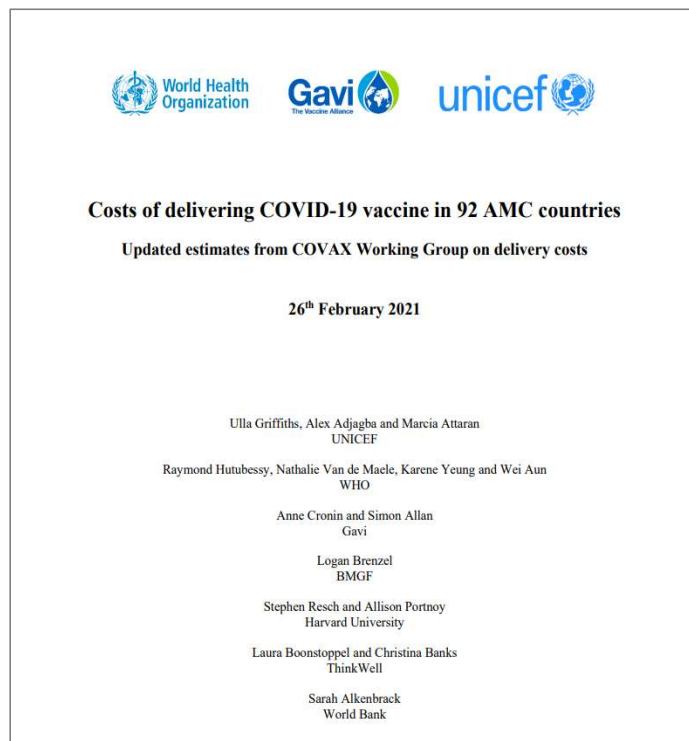 World Health
Organization
Gavi
The Vaccine Alliance
unicef
Costs of delivering COVID-19 vaccine in 92 AMC countries
Updated estimates from COVAX Working Group on delivery costs
26th February 2021
Ulla Griffiths, Alex Adjagba and Marcia Attaran
UNICEF
Raymond Hutubessy, Nathalie Van de Maele, Karene Yeung and Wei Aun
WHO
Anne Cronin and Simon Allan
Gavi
Logan Brenzel
BMGF
Stephen Resch and Allison Portnoy
Harvard University
Laura Boonstoppel and Christina Banks
ThinkWell
Sarah Alkenbrack
World Bank